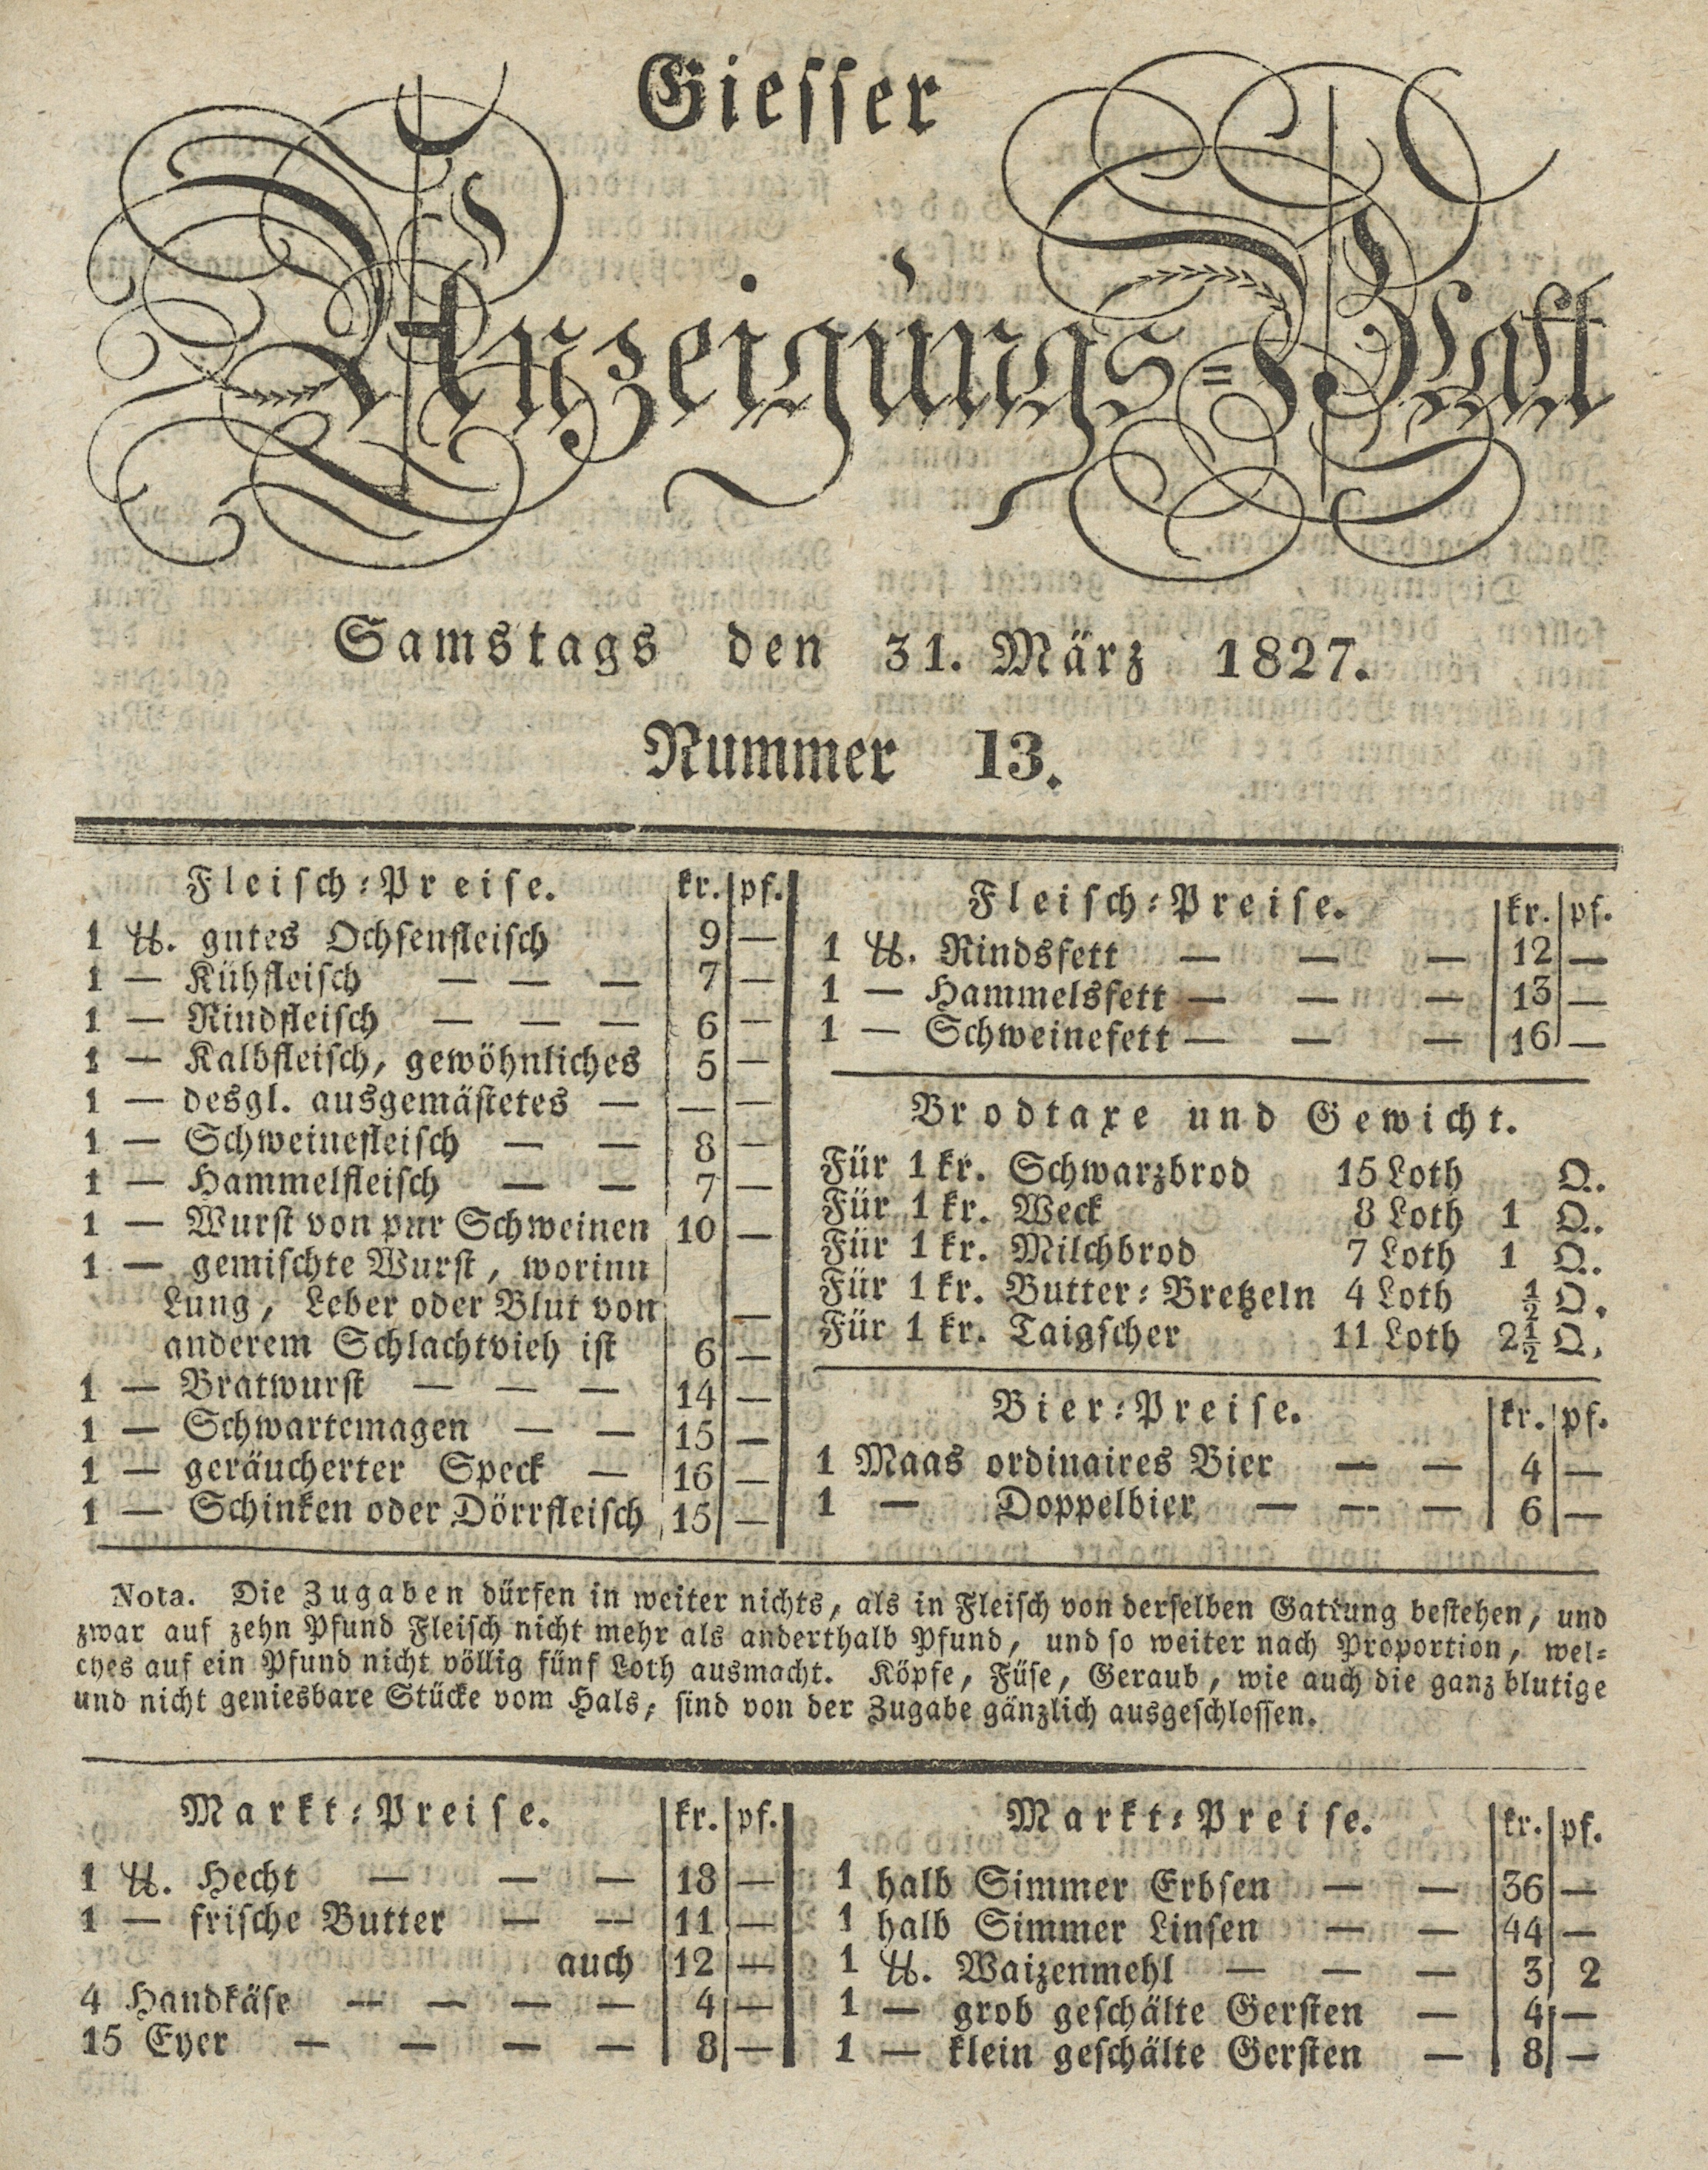 Giesser
Anzeigungs-Blatt
Samstags den 31. März 1827.
Nummer 13.
Fleisch-Preise. kr. pf.
1 ℔. gutes Ochsenfleisch 9 —
1 — Kühfleisch — — — 7 —
1 — Rindfleisch — — — 6 —
1 — Kalbfleisch, gewöhnliches 5 —
1 — desgl. ausgemästetes — — —
1 — Schweinefleisch — — 8 —
1 — Hammelfleisch — — 7 —
1 — Wurst von pur Schweinen 10 —
1 — gemischte Wurst, worinn
Lung, Leber oder Blut von —
anderem Schlachtvieh ist 6 —
1 — Bratwurst — — — 14 —
1 — Schwartemagen — — 15 —
1 — geräucherter Speck — 16 —
1 — Schinken oder Dörrfleisch 15 —
Fleisch-Preise. kr. pf.
1 ℔. Rindsfett — — — 12 —
1 — Hammelsfett — — — 13 —
1 — Schweinefett — — — 16 —
Brodtaxe und Gewicht.
Für 1 kr. Schwarzbrod 15 Loth Q.
Für 1 kr. Weck 8 Loth 1 Q.
Für 1 kr. Milchbrod 7 Loth 1 Q.
Für 1 kr. Butter-Bretzeln 4 Loth ½ Q.
Für 1 kr. Taigscher 11 Loth 2½ Q.
Bier-Preise. kr. pf.
1 Maas ordinaires Bier — — 4 —
1 — Doppelbier — — — 6 —
Nota. Die Zugaben dürfen in weiter nichts, als in Fleisch von derselben Gattung bestehen, und
zwar auf zehn Pfund Fleisch nicht mehr als anderthalb Pfund, und so weiter nach Proportion, wel-
ches auf ein Pfund nicht völlig fünf Loth ausmacht. Köpfe, Füse, Geraub, wie auch die ganz blutige
und nicht geniesbare Stücke vom Hals, sind von der Zugabe gänzlich ausgeschlossen.
Markt-Preise. kr. pf.
1 ℔. Hecht — — — 18 —
1 — frische Butter — — 11 —
auch 12 —
4 Handkäse — — — — 4 —
15 Eyer — — — — 8 —
Markt-Preise. kr. pf.
1 halb Simmer Erbsen — — 36 —
1 halb Simmer Linsen — — 44 —
1 ℔. Waizenmehl — — — 3 2
1 — grob geschälte Gersten — 4 —
1 — klein geschälte Gersten — 8 —